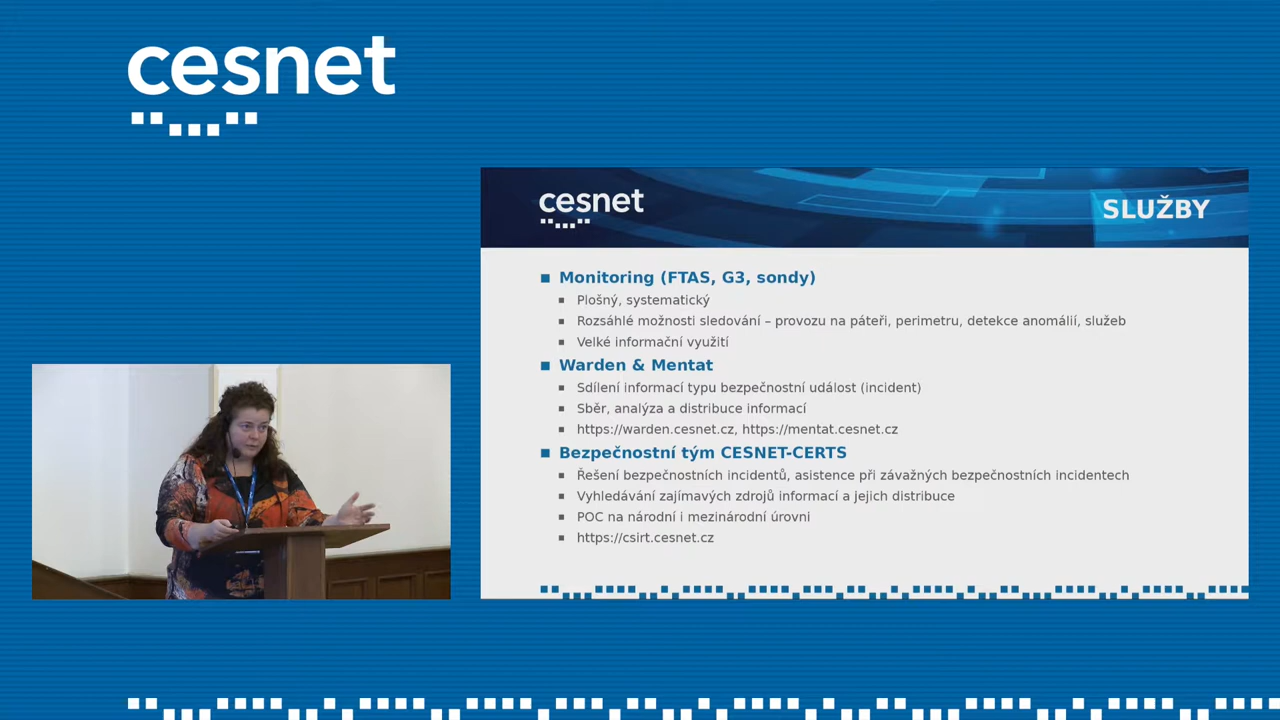 cesnet
cesnet
SLUŽBY
Monitoring (FTAS, G3, sondy)
Plošný, systematický
Rozsáhlé možnosti sledování – provozu na páteři, perimetru, detekce anomálií, služeb
Velké informační využití
Warden & Mentat
Sdílení informací typu bezpečnostní událost (incident)
Sběr, analýza a distribuce informací
https://warden.cesnet.cz, https://mentat.cesnet.cz
Bezpečnostní tým CESNET-CERTS
Řešení bezpečnostních incidentů, asistence při závažných bezpečnostních incidentech
Vyhledávání zajímavých zdrojů informací a jejich distribuce
POC na národní i mezinárodní úrovni
https://csirt.cesnet.cz